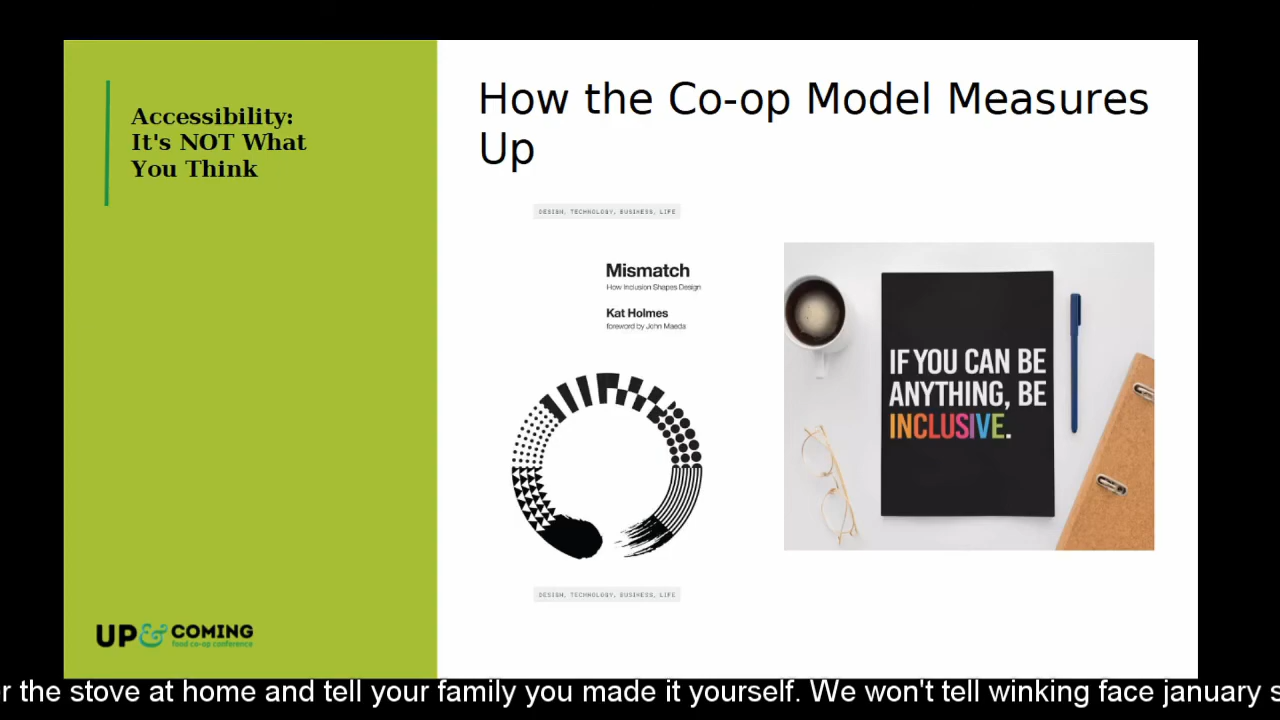 Accessibility:
It's NOT What
You Think
How the Co-op Model Measures
Up
DESIGN, TECHNOLOGY, BUSINESS, LIFE
Mismatch
How Inclusion Shapes Design
Kat Holmes
foreword by John Maeda
DESIGN, TECHNOLOGY, BUSINESS, LIFE
IF YOU CAN BE
ANYTHING, BE
INCLUSIVE.
UP & COMING
food co-op conference
r the stove at home and tell your family you made it yourself. We won't tell winking face january s